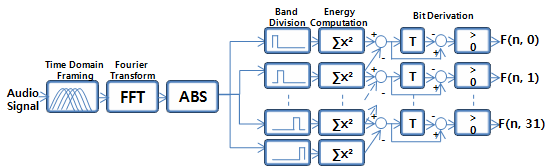 Band Division
Energy Computation
Bit Derivation
Time Domain Framing
Fourier Transform
Audio Signal
FFT
ABS
∑x²
+
-
T
-
+
> 0
F(n, 0)
∑x²
+
-
T
-
+
> 0
F(n, 1)
∑x²
+
-
T
-
+
> 0
F(n, 31)
∑x²